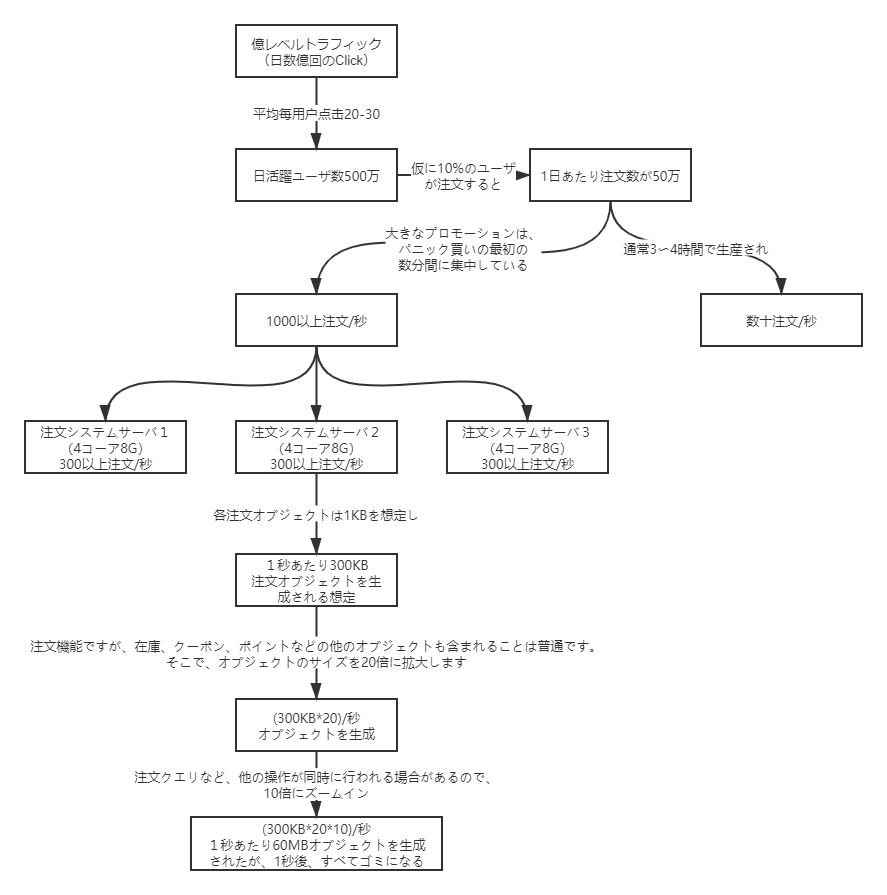 億レベルトラフィック
（日数億回のClick）
平均每用户点击20-30
日活躍ユーザ数500万
仮に10%のユーザ
が注文すると
1日あたり注文数が50万
大きなプロモーションは、
パニック買いの最初の
数分間に集中している
通常3〜4時間で生産され
1000以上注文/秒
数十注文/秒
注文システムサーバ１
（4コーア8G）
300以上注文/秒
注文システムサーバ２
（4コーア8G）
300以上注文/秒
注文システムサーバ３
（4コーア8G）
300以上注文/秒
各注文オブジェクトは1KBを想定し
１秒あたり300KB
注文オブジェクトを生
成される想定
注文機能ですが、在庫、クーポン、ポイントなどの他のオブジェクトも含まれることは普通です。
そこで、オブジェクトのサイズを20倍に拡大します
(300KB*20)/秒
オブジェクトを生成
注文クエリなど、他の操作が同時に行われる場合があるので、
10倍にズームイン
(300KB*20*10)/秒
１秒あたり60MBオブジェクトを生成
されたが、1秒後、すべてゴミになる